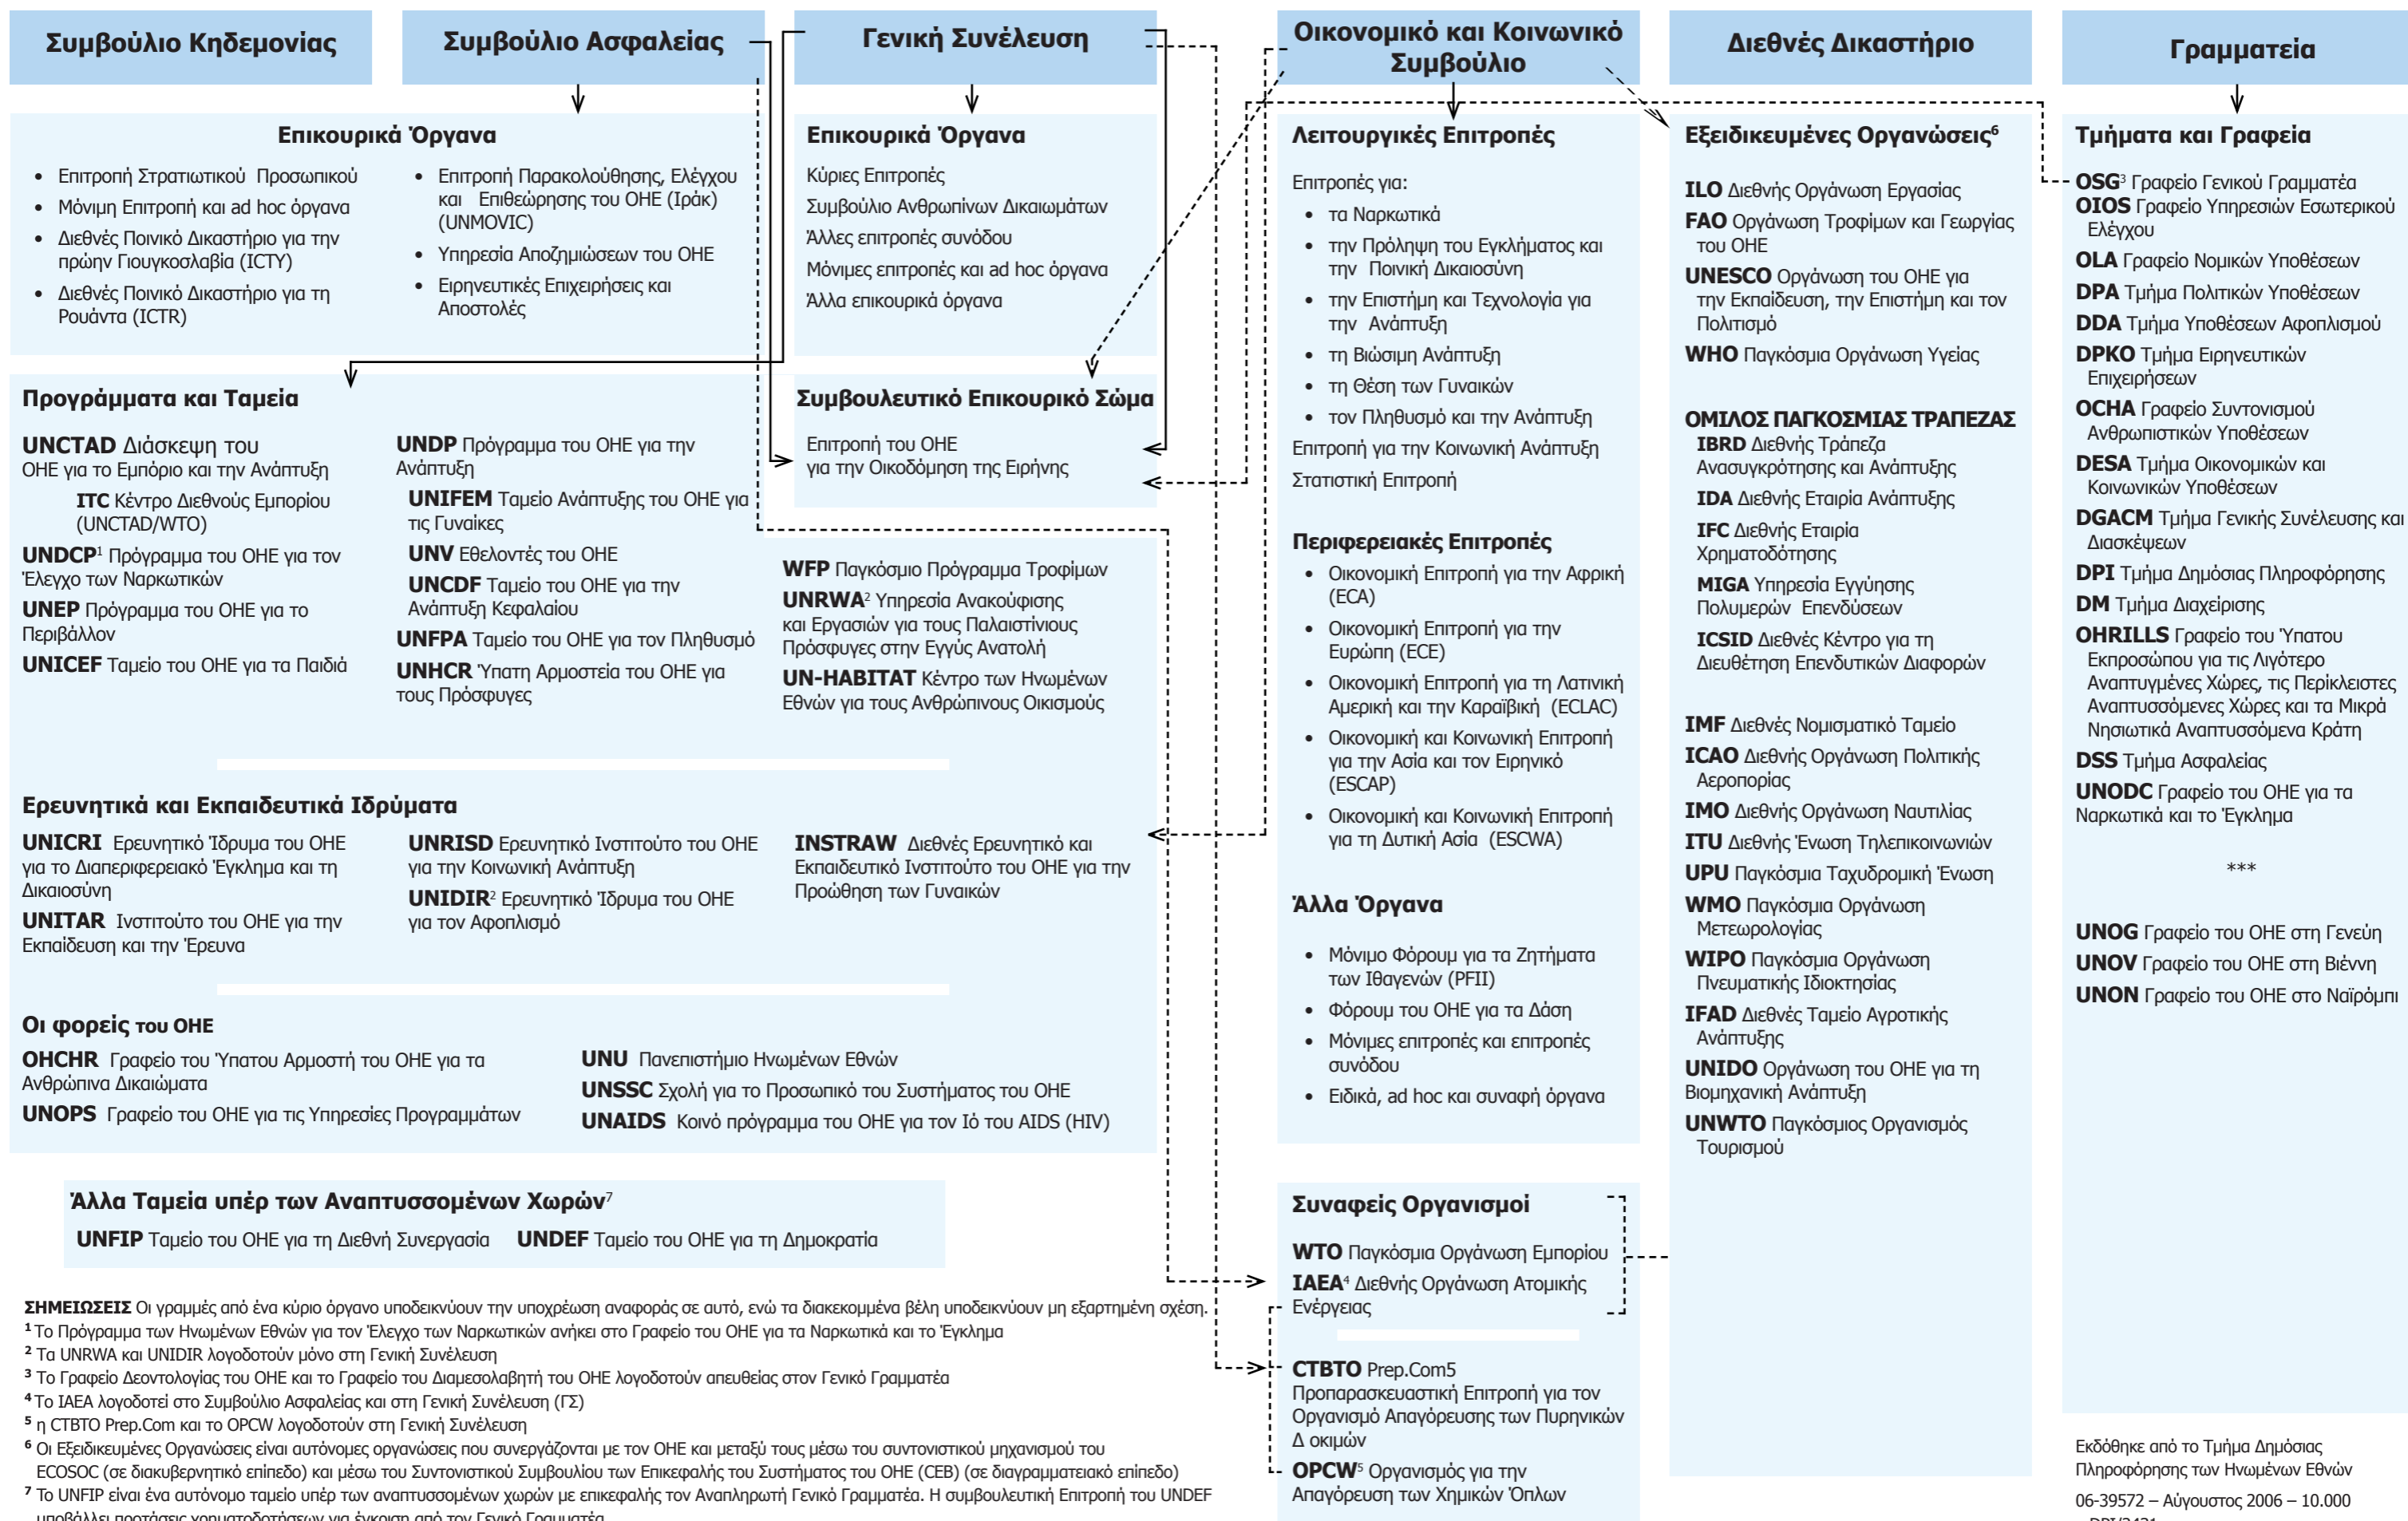 Συμβούλιο Κηδεμονίας
Συμβούλιο Ασφαλείας
Γενική Συνέλευση
Οικονομικό και Κοινωνικό
Συμβούλιο
Διεθνές Δικαστήριο
Γραμματεία
Επικουρικά Όργανα
• Επιτροπή Στρατιωτικού Προσωπικού
• Μόνιμη Επιτροπή και ad hoc όργανα
• Διεθνές Ποινικό Δικαστήριο για την
πρώην Γιουγκοσλαβία (ICTY)
• Διεθνές Ποινικό Δικαστήριο για τη
Ρουάντα (ICTR)
• Επιτροπή Παρακολούθησης, Ελέγχου
και Επιθεώρησης του ΟΗΕ (Ιράκ)
(UNMOVIC)
• Υπηρεσία Αποζημιώσεων του ΟΗΕ
• Ειρηνευτικές Επιχειρήσεις και
Αποστολές
Επικουρικά Όργανα
Κύριες Επιτροπές
Συμβούλιο Ανθρωπίνων Δικαιωμάτων
Άλλες επιτροπές συνόδου
Μόνιμες επιτροπές και ad hoc όργανα
Άλλα επικουρικά όργανα
Προγράμματα και Ταμεία
UNCTAD Διάσκεψη του
ΟΗΕ για το Εμπόριο και την Ανάπτυξη
ITC Κέντρο Διεθνούς Εμπορίου
(UNCTAD/WTO)
UNDCP¹ Πρόγραμμα του ΟΗΕ για τον
Έλεγχο των Ναρκωτικών
UNEP Πρόγραμμα του ΟΗΕ για το
Περιβάλλον
UNICEF Ταμείο του ΟΗΕ για τα Παιδιά
UNDP Πρόγραμμα του ΟΗΕ για την
Ανάπτυξη
UNIFEM Ταμείο Ανάπτυξης του ΟΗΕ για
τις Γυναίκες
UNV Εθελοντές του ΟΗΕ
UNCDF Ταμείο του ΟΗΕ για την
Ανάπτυξη Κεφαλαίου
UNFPA Ταμείο του ΟΗΕ για τον Πληθυσμό
UNHCR Ύπατη Αρμοστεία του ΟΗΕ για
τους Πρόσφυγες
Συμβουλευτικό Επικουρικό Σώμα
Επιτροπή του ΟΗΕ
για την Οικοδόμηση της Ειρήνης
WFP Παγκόσμιο Πρόγραμμα Τροφίμων
UNRWA² Υπηρεσία Ανακούφισης
και Εργασιών για τους Παλαιστίνιους
Πρόσφυγες στην Εγγύς Ανατολή
UN-HABITAT Κέντρο των Ηνωμένων
Εθνών για τους Ανθρώπινους Οικισμούς
Ερευνητικά και Εκπαιδευτικά Ιδρύματα
UNICRI Ερευνητικό Ίδρυμα του ΟΗΕ
για το Διαπεριφερειακό Έγκλημα και τη
Δικαιοσύνη
UNITAR Ινστιτούτο του ΟΗΕ για την
Εκπαίδευση και την Έρευνα
UNRISD Ερευνητικό Ινστιτούτο του ΟΗΕ
για την Κοινωνική Ανάπτυξη
UNIDIR² Ερευνητικό Ίδρυμα του ΟΗΕ
για τον Αφοπλισμό
INSTRAW Διεθνές Ερευνητικό και
Εκπαιδευτικό Ινστιτούτο του ΟΗΕ για την
Προώθηση των Γυναικών
Οι φορείς του ΟΗΕ
OHCHR Γραφείο του Ύπατου Αρμοστή του ΟΗΕ για τα
Ανθρώπινα Δικαιώματα
UNOPS Γραφείο του ΟΗΕ για τις Υπηρεσίες Προγραμμάτων
UNU Πανεπιστήμιο Ηνωμένων Εθνών
UNSSC Σχολή για το Προσωπικό του Συστήματος του ΟΗΕ
UNAIDS Κοινό πρόγραμμα του ΟΗΕ για τον Ιό του AIDS (HIV)
Άλλα Ταμεία υπέρ των Αναπτυσσομένων Χωρών⁷
UNFIP Ταμείο του ΟΗΕ για τη Διεθνή Συνεργασία
UNDEF Ταμείο του ΟΗΕ για τη Δημοκρατία
Λειτουργικές Επιτροπές
Επιτροπές για:
• τα Ναρκωτικά
• την Πρόληψη του Εγκλήματος και
την Ποινική Δικαιοσύνη
• την Επιστήμη και Τεχνολογία για
την Ανάπτυξη
• τη Βιώσιμη Ανάπτυξη
• τη Θέση των Γυναικών
• τον Πληθυσμό και την Ανάπτυξη
Επιτροπή για την Κοινωνική Ανάπτυξη
Στατιστική Επιτροπή
Περιφερειακές Επιτροπές
• Οικονομική Επιτροπή για την Αφρική
(ECA)
• Οικονομική Επιτροπή για την
Ευρώπη (ECE)
• Οικονομική Επιτροπή για τη Λατινική
Αμερική και την Καραϊβική (ECLAC)
• Οικονομική και Κοινωνική Επιτροπή
για την Ασία και τον Ειρηνικό
(ESCAP)
• Οικονομική και Κοινωνική Επιτροπή
για τη Δυτική Ασία (ESCWA)
Άλλα Όργανα
• Μόνιμο Φόρουμ για τα Ζητήματα
των Ιθαγενών (PFII)
• Φόρουμ του ΟΗΕ για τα Δάση
• Μόνιμες επιτροπές και επιτροπές
συνόδου
• Ειδικά, ad hoc και συναφή όργανα
Συναφείς Οργανισμοί
WTO Παγκόσμια Οργάνωση Εμπορίου
IAEA⁴ Διεθνής Οργάνωση Ατομικής
Ενέργειας
CTBTO Prep.Com5
Προπαρασκευαστική Επιτροπή για τον
Οργανισμό Απαγόρευσης των Πυρηνικών
Δ οκιμών
OPCW⁵ Οργανισμός για την
Απαγόρευση των Χημικών Όπλων
Εξειδικευμένες Οργανώσεις⁶
ILO Διεθνής Οργάνωση Εργασίας
FAO Οργάνωση Τροφίμων και Γεωργίας
του ΟΗΕ
UNESCO Οργάνωση του ΟΗΕ για
την Εκπαίδευση, την Επιστήμη και τον
Πολιτισμό
WHO Παγκόσμια Οργάνωση Υγείας
ΟΜΙΛΟΣ ΠΑΓΚΟΣΜΙΑΣ ΤΡΑΠΕΖΑΣ
IBRD Διεθνής Τράπεζα
Ανασυγκρότησης και Ανάπτυξης
IDA Διεθνής Εταιρία Ανάπτυξης
IFC Διεθνής Εταιρία
Χρηματοδότησης
MIGA Υπηρεσία Εγγύησης
Πολυμερών Επενδύσεων
ICSID Διεθνές Κέντρο για τη
Διευθέτηση Επενδυτικών Διαφορών
IMF Διεθνές Νομισματικό Ταμείο
ICAO Διεθνής Οργάνωση Πολιτικής
Αεροπορίας
IMO Διεθνής Οργάνωση Ναυτιλίας
ITU Διεθνής Ένωση Τηλεπικοινωνιών
UPU Παγκόσμια Ταχυδρομική Ένωση
WMO Παγκόσμια Οργάνωση
Μετεωρολογίας
WIPO Παγκόσμια Οργάνωση
Πνευματικής Ιδιοκτησίας
IFAD Διεθνές Ταμείο Αγροτικής
Ανάπτυξης
UNIDO Οργάνωση του ΟΗΕ για τη
Βιομηχανική Ανάπτυξη
UNWTO Παγκόσμιος Οργανισμός
Τουρισμού
Τμήματα και Γραφεία
OSG³ Γραφείο Γενικού Γραμματέα
OIOS Γραφείο Υπηρεσιών Εσωτερικού
Ελέγχου
OLA Γραφείο Νομικών Υποθέσεων
DPA Τμήμα Πολιτικών Υποθέσεων
DDA Τμήμα Υποθέσεων Αφοπλισμού
DPKO Τμήμα Ειρηνευτικών
Επιχειρήσεων
OCHA Γραφείο Συντονισμού
Ανθρωπιστικών Υποθέσεων
DESA Τμήμα Οικονομικών και
Κοινωνικών Υποθέσεων
DGACM Τμήμα Γενικής Συνέλευσης και
Διασκέψεων
DPI Τμήμα Δημόσιας Πληροφόρησης
DM Τμήμα Διαχείρισης
OHRILLS Γραφείο του Ύπατου
Εκπροσώπου για τις Λιγότερο
Αναπτυγμένες Χώρες, τις Περίκλειστες
Αναπτυσσόμενες Χώρες και τα Μικρά
Νησιωτικά Αναπτυσσόμενα Κράτη
DSS Τμήμα Ασφαλείας
UNODC Γραφείο του ΟΗΕ για τα
Ναρκωτικά και το Έγκλημα
***
UNOG Γραφείο του ΟΗΕ στη Γενεύη
UNOV Γραφείο του ΟΗΕ στη Βιέννη
UNON Γραφείο του ΟΗΕ στο Ναϊρόμπι
ΣΗΜΕΙΩΣΕΙΣ Οι γραμμές από ένα κύριο όργανο υποδεικνύουν την υποχρέωση αναφοράς σε αυτό, ενώ τα διακεκομμένα βέλη υποδεικνύουν μη εξαρτημένη σχέση.
¹ Το Πρόγραμμα των Ηνωμένων Εθνών για τον Έλεγχο των Ναρκωτικών ανήκει στο Γραφείο του ΟΗΕ για τα Ναρκωτικά και το Έγκλημα
² Τα UNRWA και UNIDIR λογοδοτούν μόνο στη Γενική Συνέλευση
³ Το Γραφείο Δεοντολογίας του ΟΗΕ και το Γραφείο του Διαμεσολαβητή του ΟΗΕ λογοδοτούν απευθείας στον Γενικό Γραμματέα
⁴ Το IAEA λογοδοτεί στο Συμβούλιο Ασφαλείας και στη Γενική Συνέλευση (ΓΣ)
⁵ η CTBTO Prep.Com και το OPCW λογοδοτούν στη Γενική Συνέλευση
⁶ Οι Εξειδικευμένες Οργανώσεις είναι αυτόνομες οργανώσεις που συνεργάζονται με τον ΟΗΕ και μεταξύ τους μέσω του συντονιστικού μηχανισμού του
ECOSOC (σε διακυβερνητικό επίπεδο) και μέσω του Συντονιστικού Συμβουλίου των Επικεφαλής του Συστήματος του ΟΗΕ (CEB) (σε διαγραμματειακό επίπεδο)
⁷ Το UNFIP είναι ένα αυτόνομο ταμείο υπέρ των αναπτυσσομένων χωρών με επικεφαλής τον Αναπληρωτή Γενικό Γραμματέα. Η συμβουλευτική Επιτροπή του UNDEF
υποβάλλει προτάσεις χρηματοδοτήσεων για έγκριση από τον Γενικό Γραμματέα
Εκδόθηκε από το Τμήμα Δημόσιας
Πληροφόρησης των Ηνωμένων Εθνών
06-39572 – Αύγουστος 2006 – 10.000